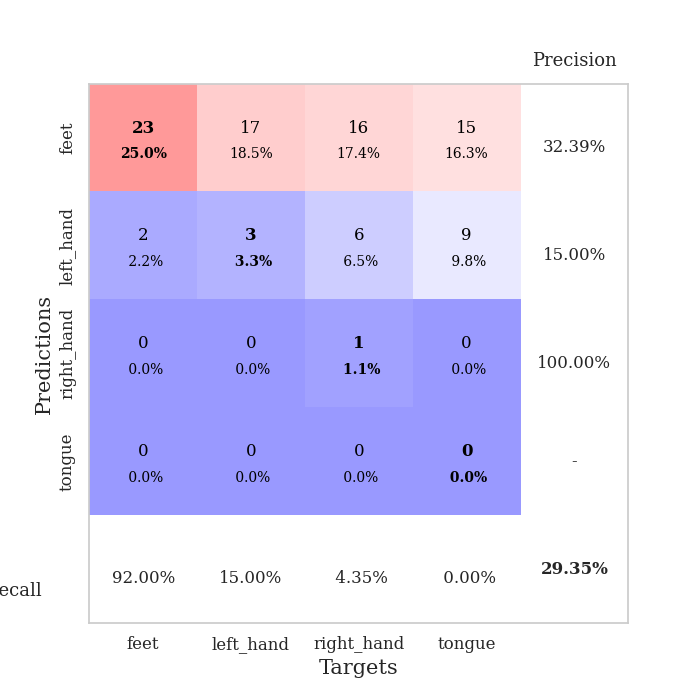 Precision
feet
23 17 16 15
25.0% 18.5% 17.4% 16.3%
32.39%
left_hand
2 3 6 9
2.2% 3.3% 6.5% 9.8%
15.00%
right_hand
0 0 1 0
0.0% 0.0% 1.1% 0.0%
100.00%
tongue
0 0 0 0
0.0% 0.0% 0.0% 0.0%
-
Predictions
ecall
92.00% 15.00% 4.35% 0.00%
29.35%
feet left_hand right_hand tongue
Targets